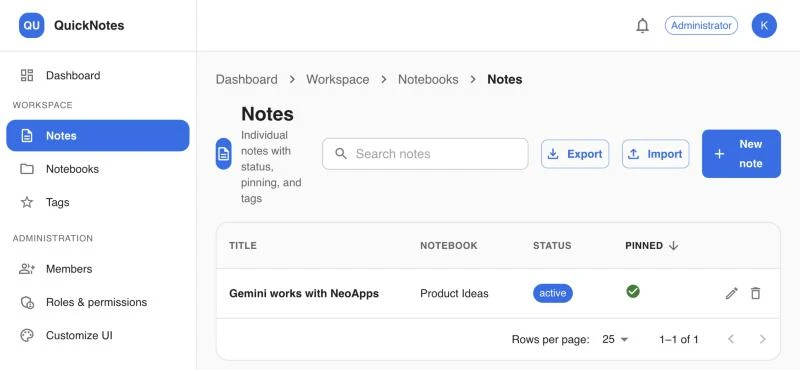 QU QuickNotes
Administrator K
Dashboard
WORKSPACE
Notes
Notebooks
Tags
ADMINISTRATION
Members
Roles & permissions
Customize UI
Dashboard > Workspace > Notebooks > Notes
Notes
Individual
notes with
status,
pinning, and
tags
Search notes
Export
Import
New
note
TITLE NOTEBOOK STATUS PINNED
Gemini works with NeoApps Product Ideas active
Rows per page: 25 1–1 of 1